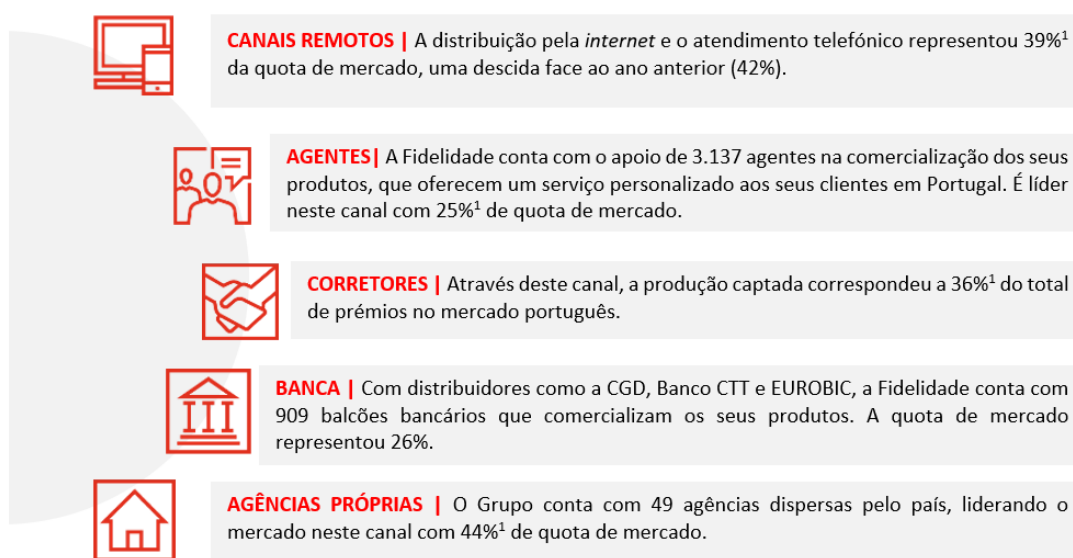 CANAIS REMOTOS | A distribuição pela internet e o atendimento telefónico representou 39%¹
da quota de mercado, uma descida face ao ano anterior (42%).
AGENTES| A Fidelidade conta com o apoio de 3.137 agentes na comercialização dos seus
produtos, que oferecem um serviço personalizado aos seus clientes em Portugal. É líder
neste canal com 25%¹ de quota de mercado.
CORRETORES | Através deste canal, a produção captada correspondeu a 36%¹ do total
de prémios no mercado português.
BANCA | Com distribuidores como a CGD, Banco CTT e EUROBIC, a Fidelidade conta com
909 balcões bancários que comercializam os seus produtos. A quota de mercado
representou 26%.
AGÊNCIAS PRÓPRIAS | O Grupo conta com 49 agências dispersas pelo país, liderando o
mercado neste canal com 44%¹ de quota de mercado.